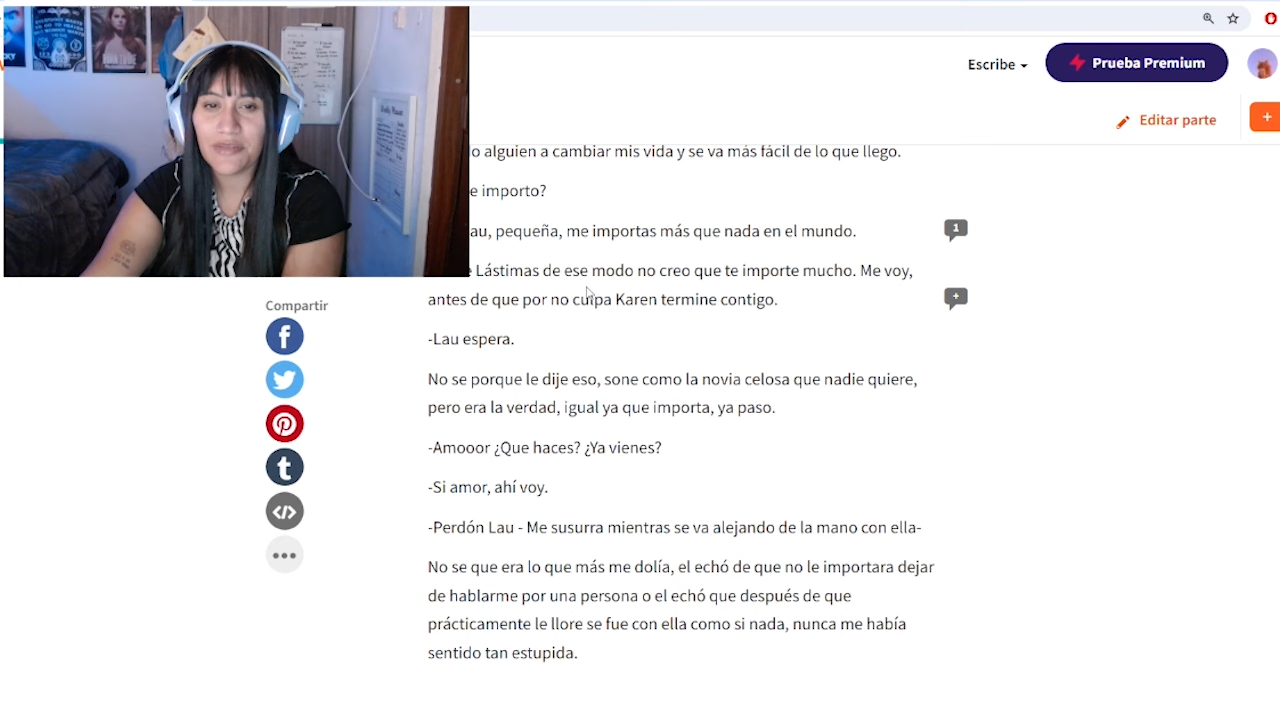 Escribe
Prueba Premium
Editar parte
+
o alguien a cambiar mis vida y se va más fácil de lo que llego.
e importo?
au, pequeña, me importas más que nada en el mundo.
1
Lástimas de ese modo no creo que te importe mucho. Me voy,
antes de que por no culpa Karen termine contigo.
+
Compartir
-Lau espera.
No se porque le dije eso, sone como la novia celosa que nadie quiere,
pero era la verdad, igual ya que importa, ya paso.
-Amooor ¿Que haces? ¿Ya vienes?
-Si amor, ahí voy.
-Perdón Lau - Me susurra mientras se va alejando de la mano con ella-
No se que era lo que más me dolía, el echó de que no le importara dejar
de hablarme por una persona o el echó que después de que
prácticamente le llore se fue con ella como si nada, nunca me había
sentido tan estupida.